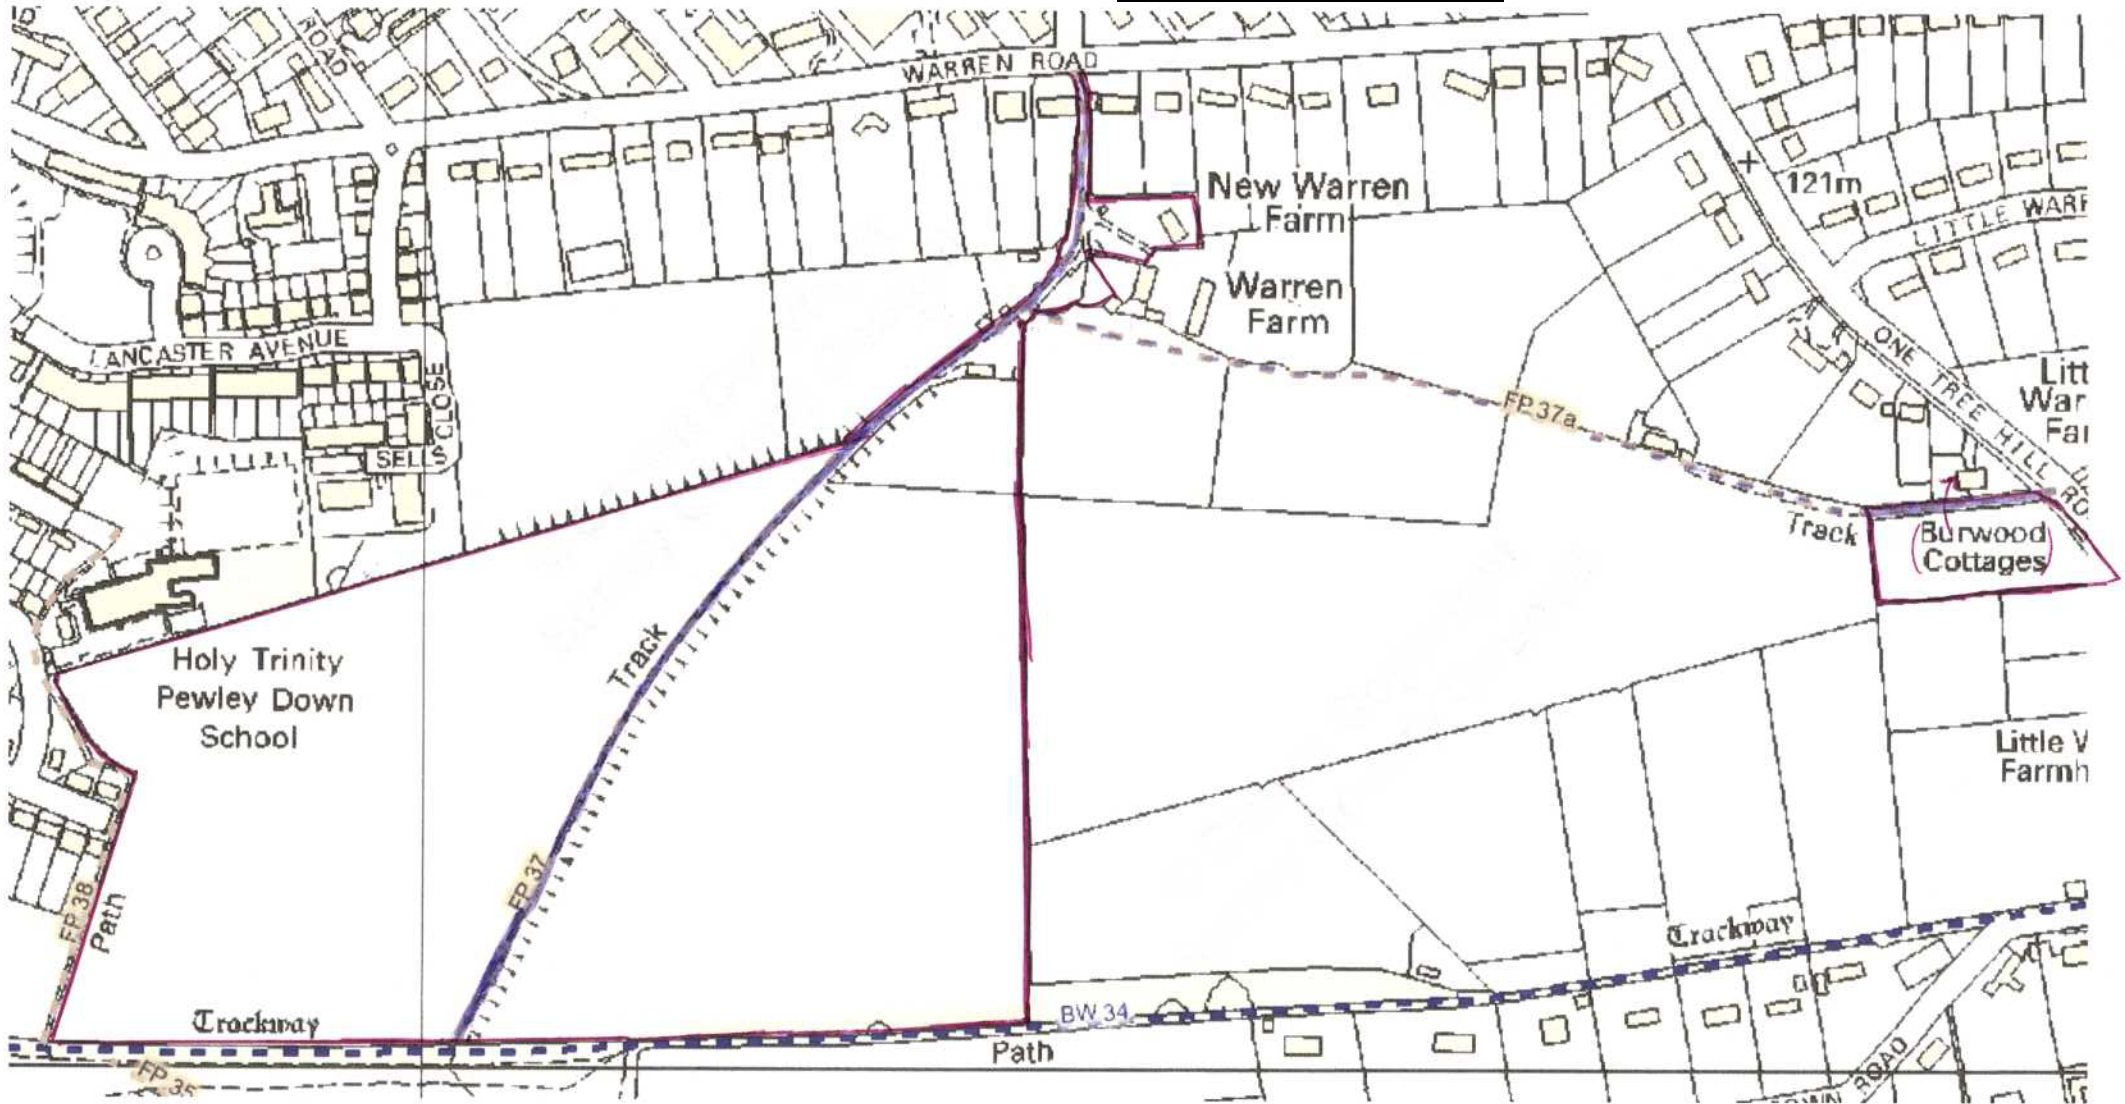 ROAD
WARREN ROAD
New Warren
Farm
121m
LITTLE WARR
Warren
Farm
LANCASTER AVENUE
CLOSE
SELLS
ONE TREE HILL RO
Litt
War
Far
FP 37a
Track
(Burwood
Cottages)
Holy Trinity
Pewley Down
School
Track
Little W
Farmh
FP 37
FP 38
Path
Trackway
Trackway
BW 34
Path
FP 35
ROAD